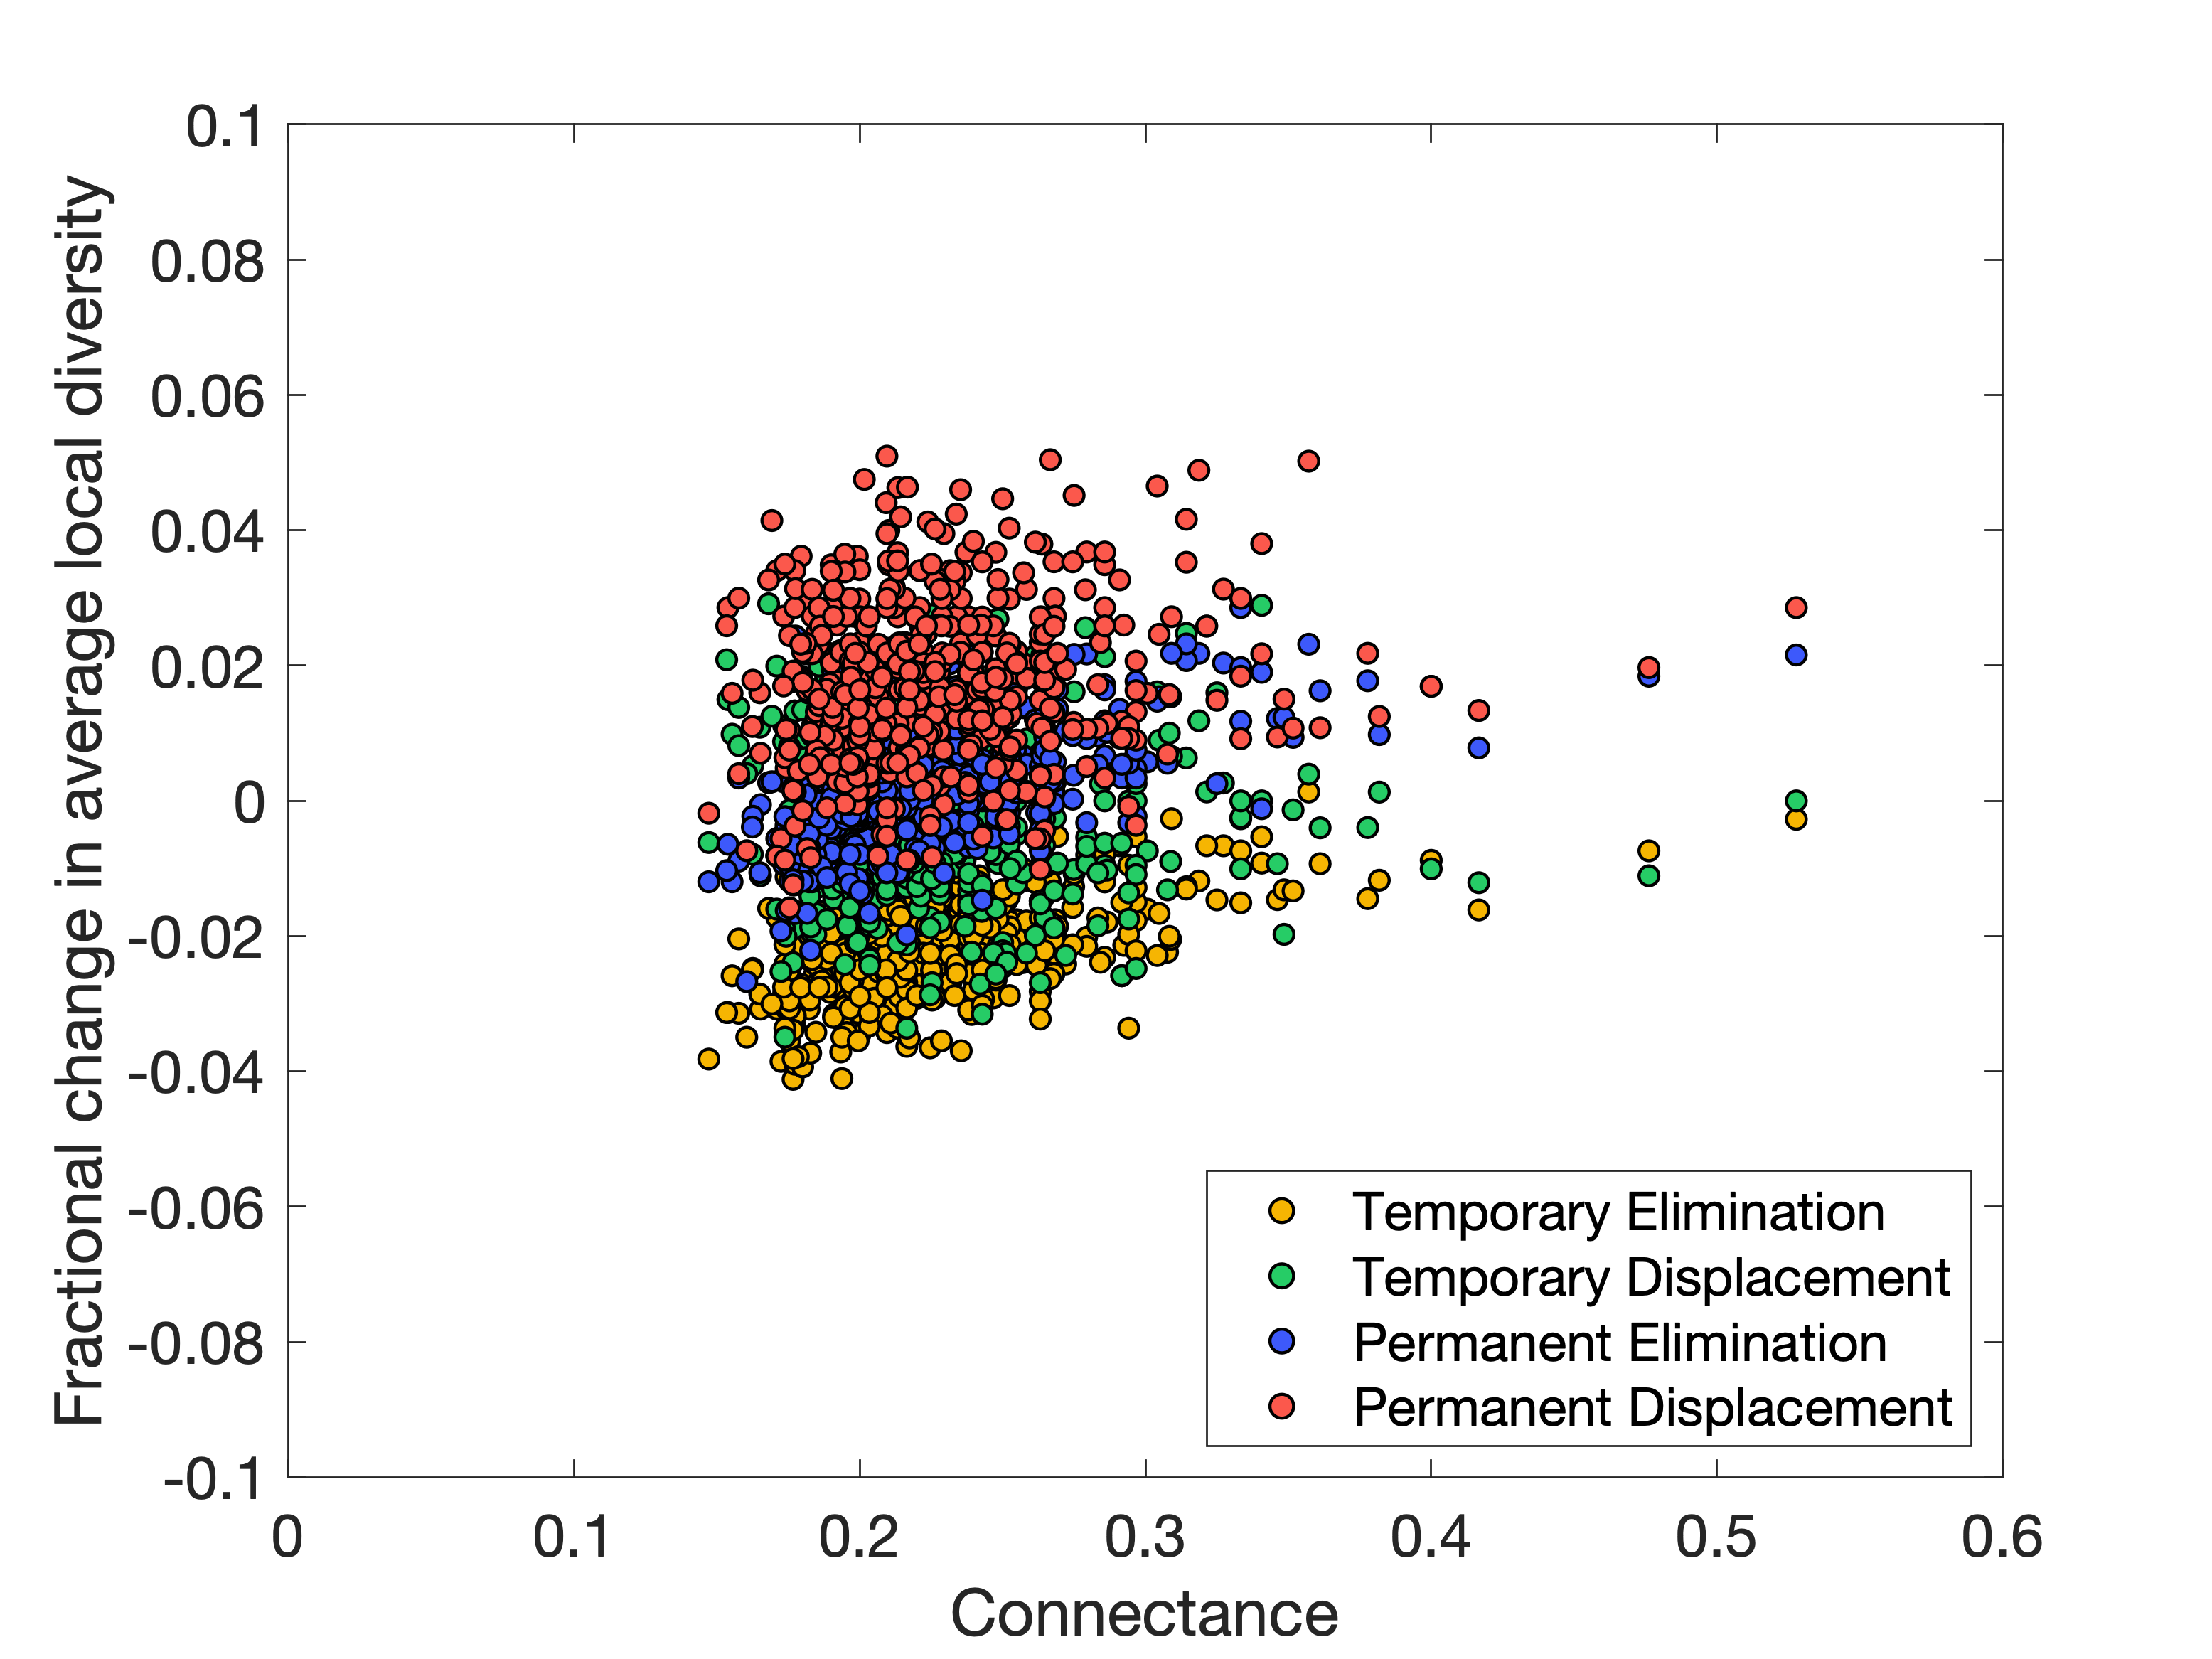 Fractional change in average local diversity
0.1
0.08
0.06
0.04
0.02
0
-0.02
-0.04
-0.06
-0.08
-0.1
Temporary Elimination
Temporary Displacement
Permanent Elimination
Permanent Displacement
0 0.1 0.2 0.3 0.4 0.5 0.6
Connectance